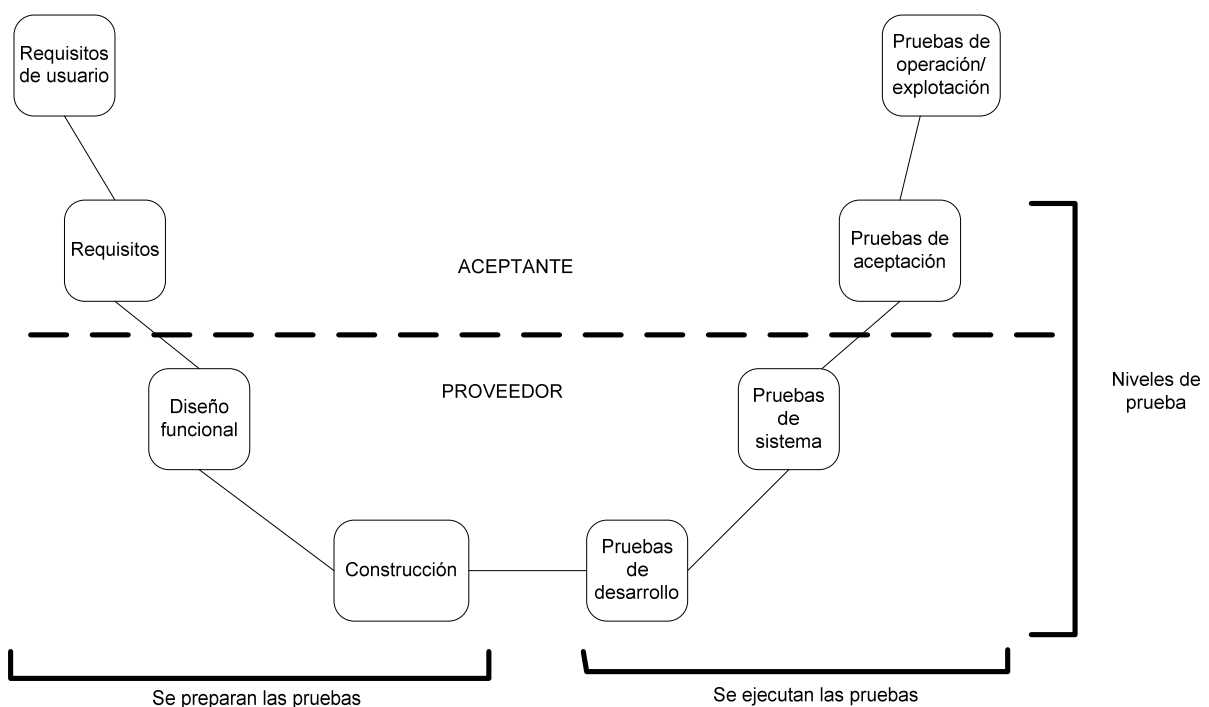 Requisitos
de usuario
Pruebas de
operación/
explotación
Requisitos
Pruebas de
aceptación
ACEPTANTE
PROVEEDOR
Niveles de
prueba
Diseño
funcional
Pruebas
de
sistema
Construcción
Pruebas
de
desarrollo
Se preparan las pruebas
Se ejecutan las pruebas